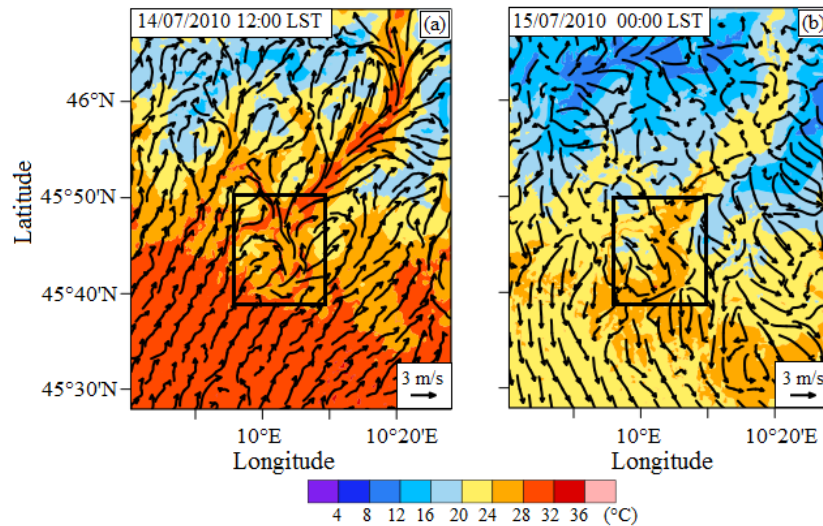 14/07/2010 12:00 LST
(a)
15/07/2010 00:00 LST
(b)
Latitude
46°N
45°50'N
45°40'N
45°30'N
3 m/s
3 m/s
10°E
10°20'E
10°E
10°20'E
Longitude
Longitude
4 8 12 16 20 24 28 32 36 (°C)